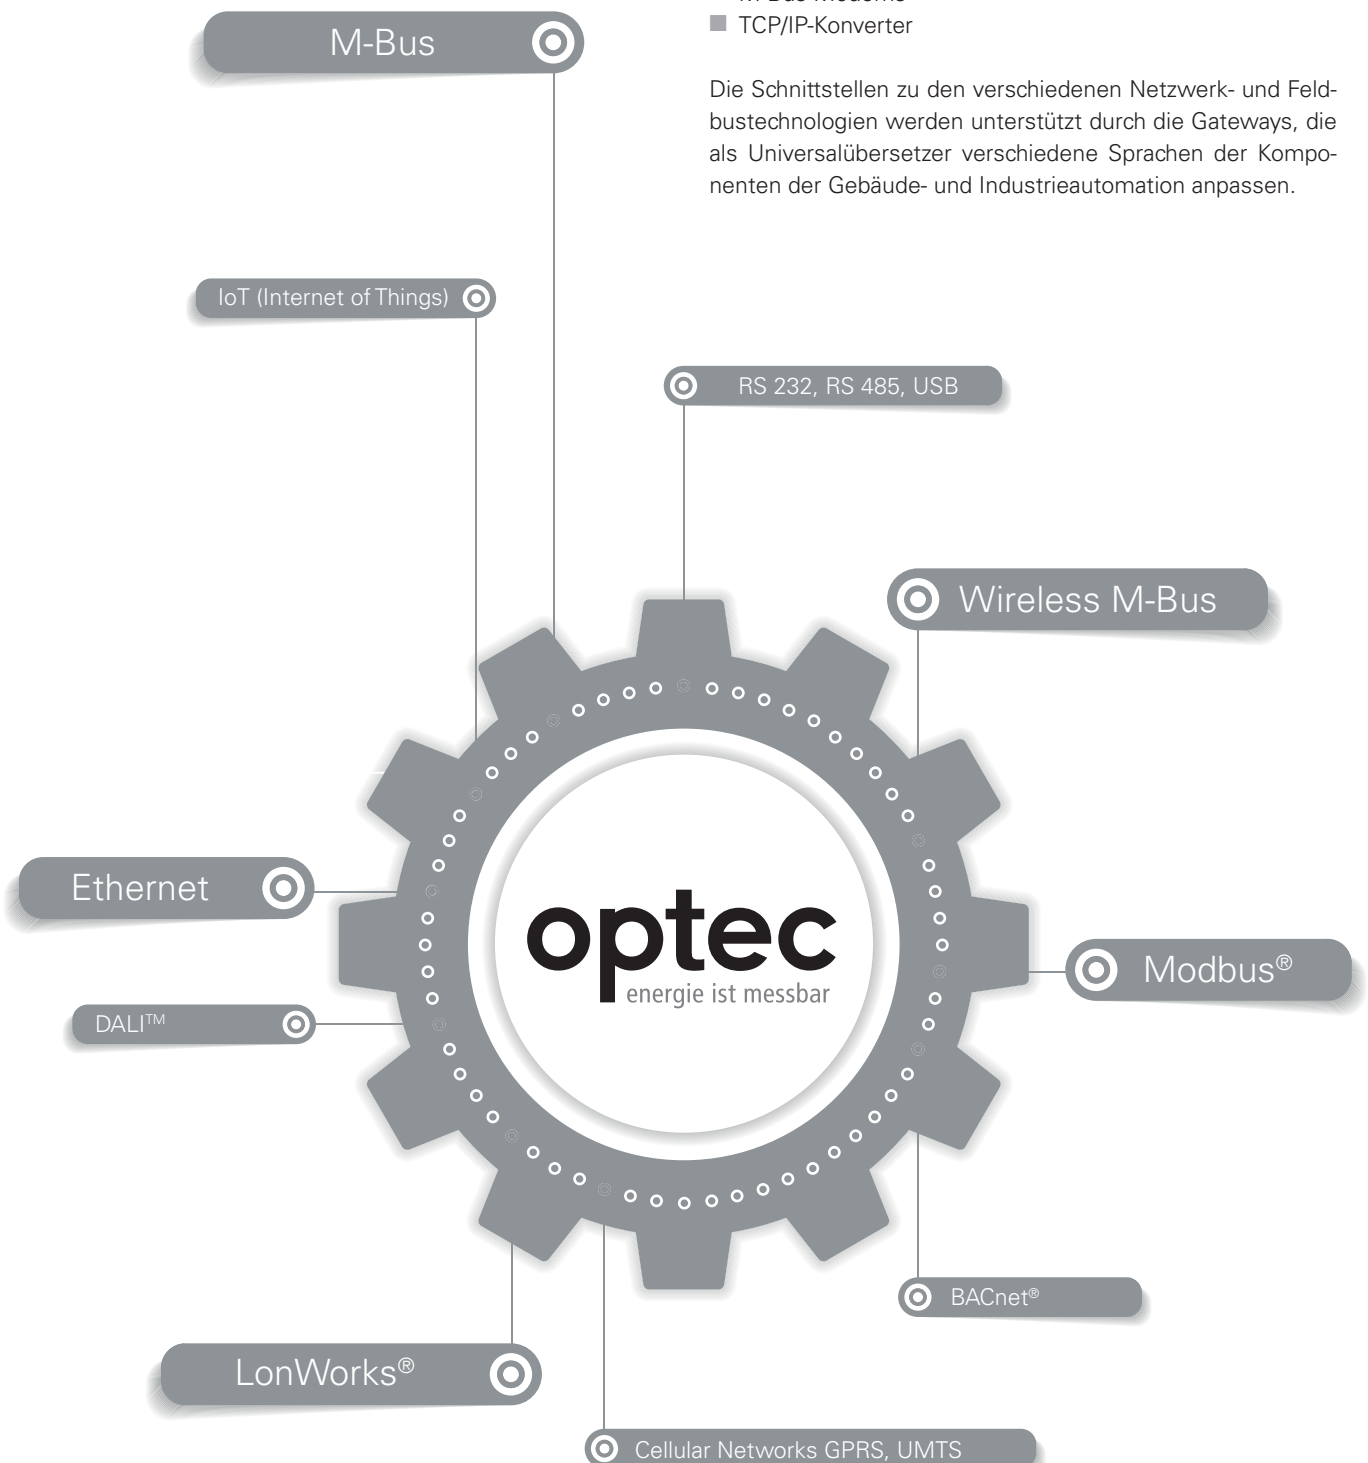 M-Bus
TCP/IP-Konverter
Die Schnittstellen zu den verschiedenen Netzwerk- und Feld-
bustechnologien werden unterstützt durch die Gateways, die
als Universalübersetzer verschiedene Sprachen der Kompo-
nenten der Gebäude- und Industrieautomation anpassen.
IoT (Internet of Things)
RS 232, RS 485, USB
Wireless M-Bus
Ethernet
optec
energie ist messbar
Modbus®
DALI™
BACnet®
LonWorks®
Cellular Networks GPRS, UMTS